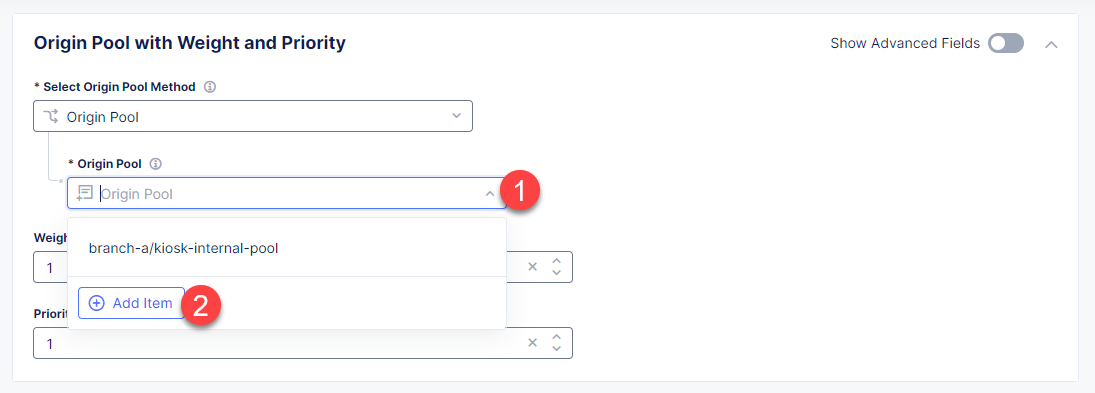 Origin Pool with Weight and Priority
Show Advanced Fields
* Select Origin Pool Method
Origin Pool
* Origin Pool
Origin Pool
1
branch-a/kiosk-internal-pool
Weigh
1
Add Item
2
Priorit
1